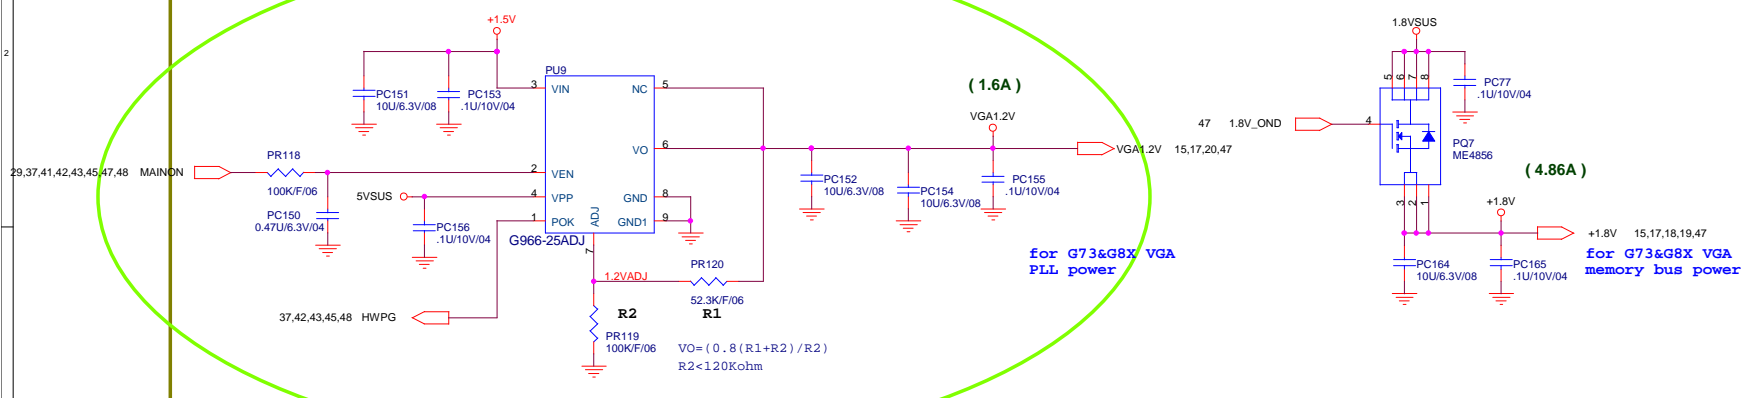 2
+1.5V
PC151
10U/6.3V/08
PC153
.1U/10V/04
PU9
3
VIN
NC
5
VO
6
2
VEN
4
VPP
1
POK
ADJ
7
GND
8
GND1
9
G966-25ADJ
29,37,41,42,43,45,47,48 MAINON
PR118
100K/F/06
PC150
0.47U/6.3V/04
5VSUS
PC156
.1U/10V/04
37,42,43,45,48 HWPG
1.2VADJ
PR120
52.3K/F/06
R1
R2
PR119
100K/F/06
VO=(0.8(R1+R2)/R2)
R2<120Kohm
( 1.6A )
VGA1.2V
VGA1.2V 15,17,20,47
PC152
10U/6.3V/08
PC154
10U/6.3V/08
PC155
.1U/10V/04
for G73&G8X VGA
PLL power
1.8VSUS
5
6
7
8
PC77
.1U/10V/04
47 1.8V_OND
4
PQ7
ME4856
3
2
1
( 4.86A )
+1.8V
+1.8V 15,17,18,19,47
PC164
10U/6.3V/08
PC165
.1U/10V/04
for G73&G8X VGA
memory bus power